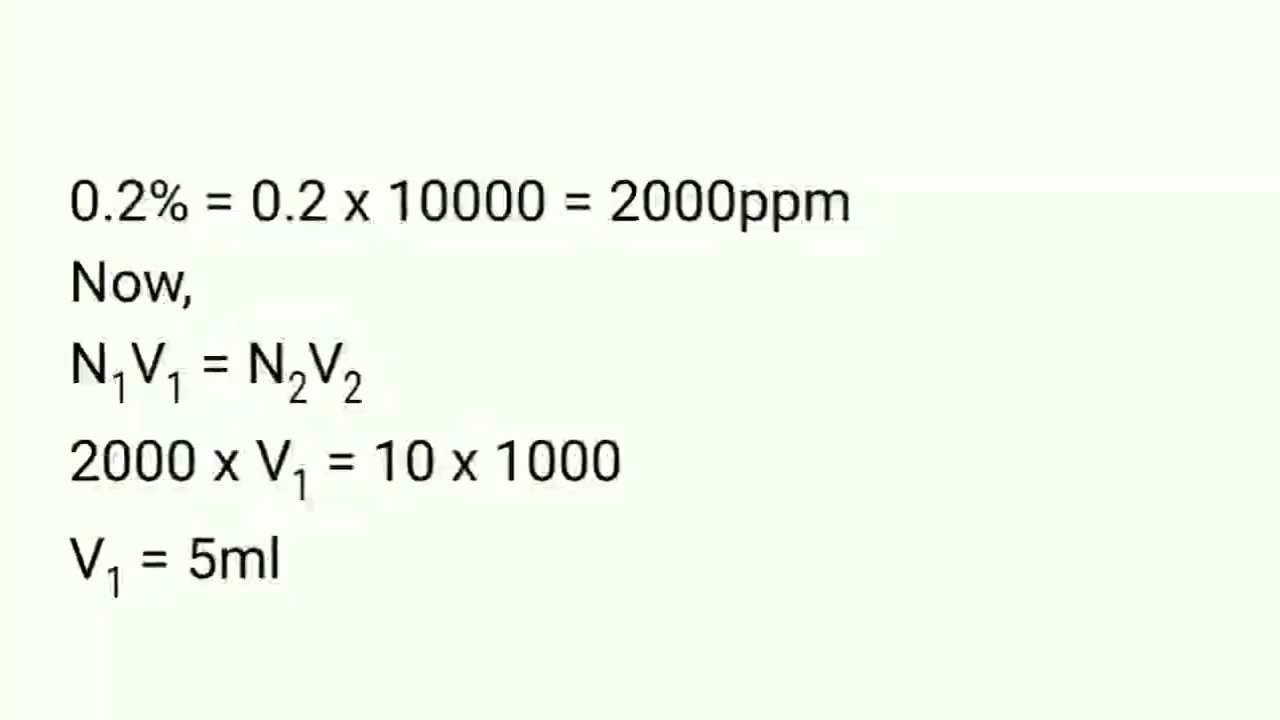 0.2% = 0.2 x 10000 = 2000ppm
Now,
N₁V₁ = N₂V₂
2000 x V₁ = 10 x 1000
V₁ = 5ml